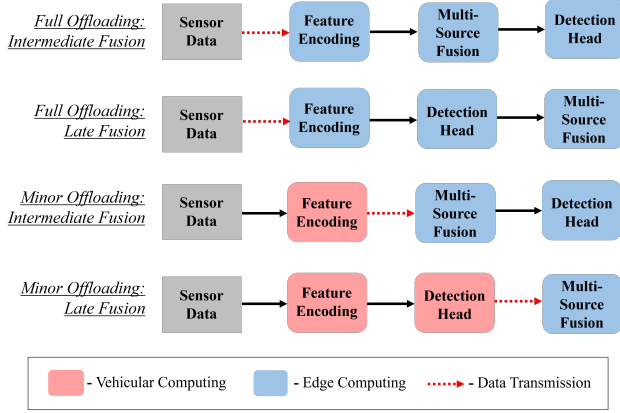 Full Offloading:
Intermediate Fusion
Sensor
Data
Feature
Encoding
Multi-
Source
Fusion
Detection
Head
Full Offloading:
Late Fusion
Sensor
Data
Feature
Encoding
Detection
Head
Multi-
Source
Fusion
Minor Offloading:
Intermediate Fusion
Sensor
Data
Feature
Encoding
Multi-
Source
Fusion
Detection
Head
Minor Offloading:
Late Fusion
Sensor
Data
Feature
Encoding
Detection
Head
Multi-
Source
Fusion
- Vehicular Computing
- Edge Computing
- Data Transmission